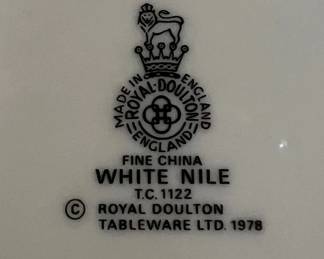 MADE IN ENGLAND
ROYAL·DOULTON
ENGLAND
FINE CHINA
WHITE NILE
T.C. 1122
© ROYAL DOULTON
TABLEWARE LTD. 1978